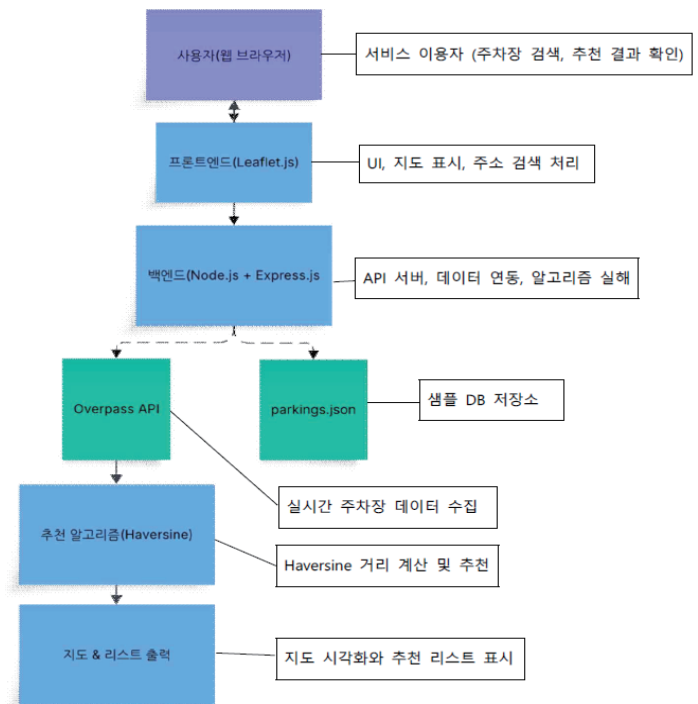 사용자(웹 브라우저)
서비스 이용자 (주차장 검색, 추천 결과 확인)
프론트엔드(Leaflet.js)
UI, 지도 표시, 주소 검색 처리
백엔드(Node.js + Express.js
API 서버, 데이터 연동, 알고리즘 실해
Overpass API
parkings.json
샘플 DB 저장소
실시간 주차장 데이터 수집
추천 알고리즘(Haversine)
Haversine 거리 계산 및 추천
지도 & 리스트 출력
지도 시각화와 추천 리스트 표시